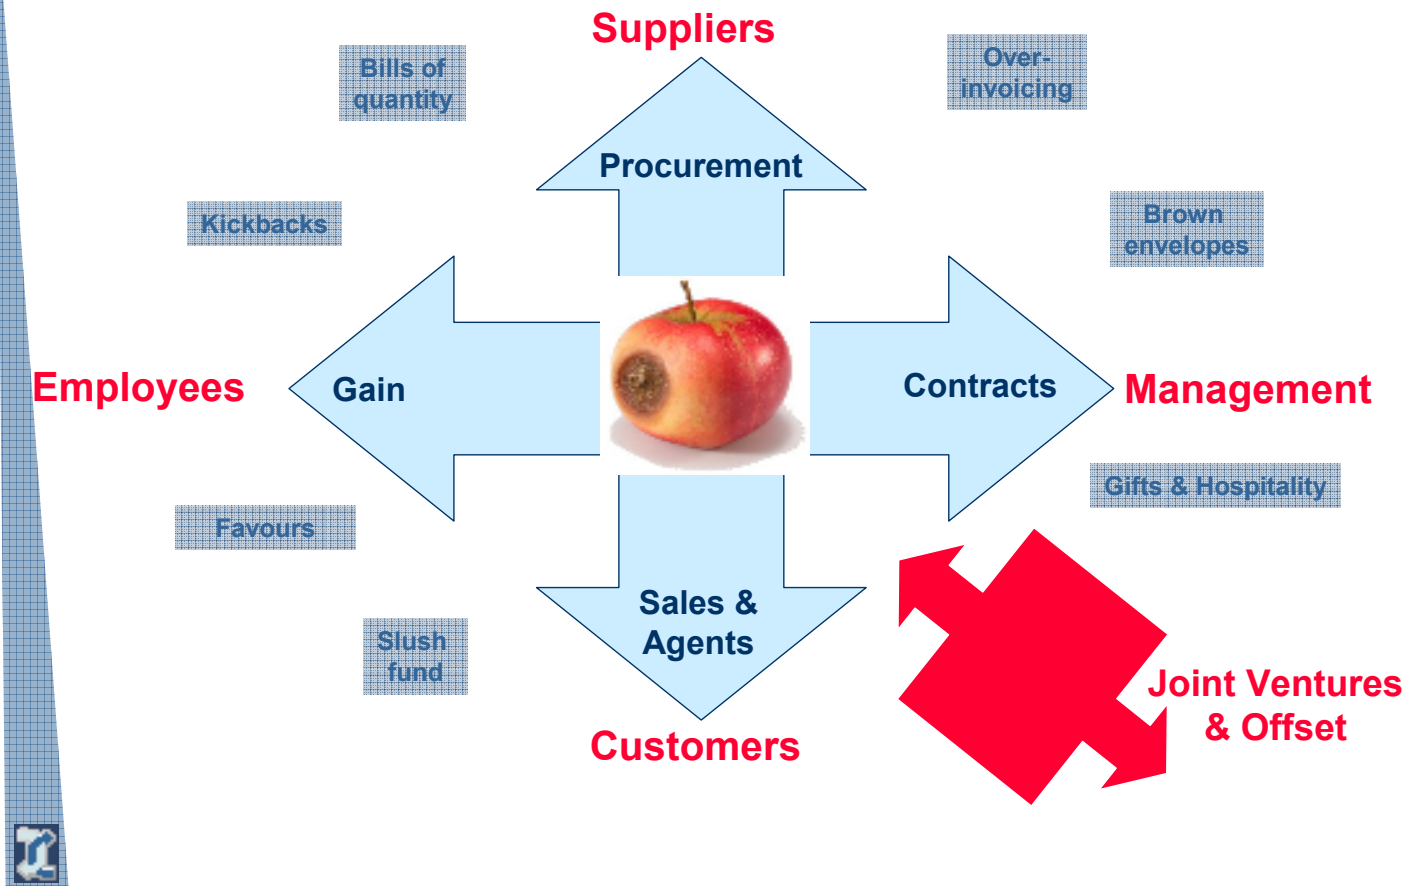 Suppliers
Bills of
quantity
Over-
invoicing
Procurement
Kickbacks
Brown
envelopes
Employees
Gain
Contracts
Management
Gifts & Hospitality
Favours
Sales &
Agents
Slush
fund
Joint Ventures
& Offset
Customers